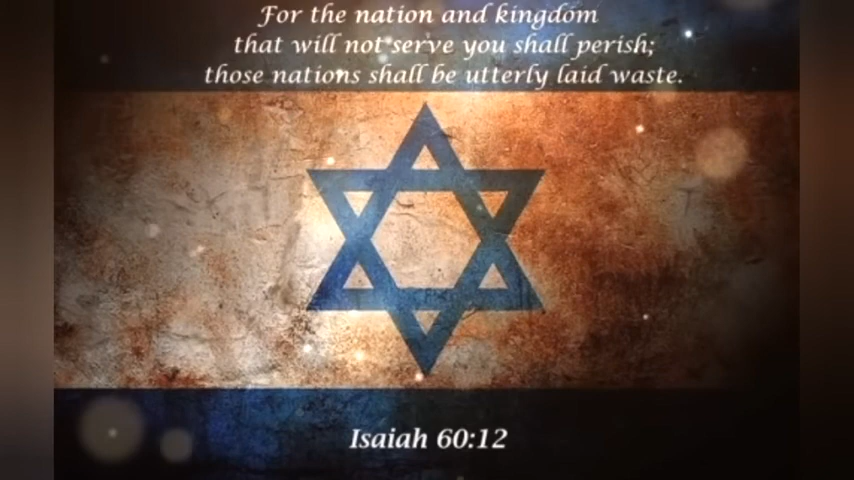 For the nation and kingdom
that will not serve you shall perish;
those nations shall be utterly laid waste.
Isaiah 60:12